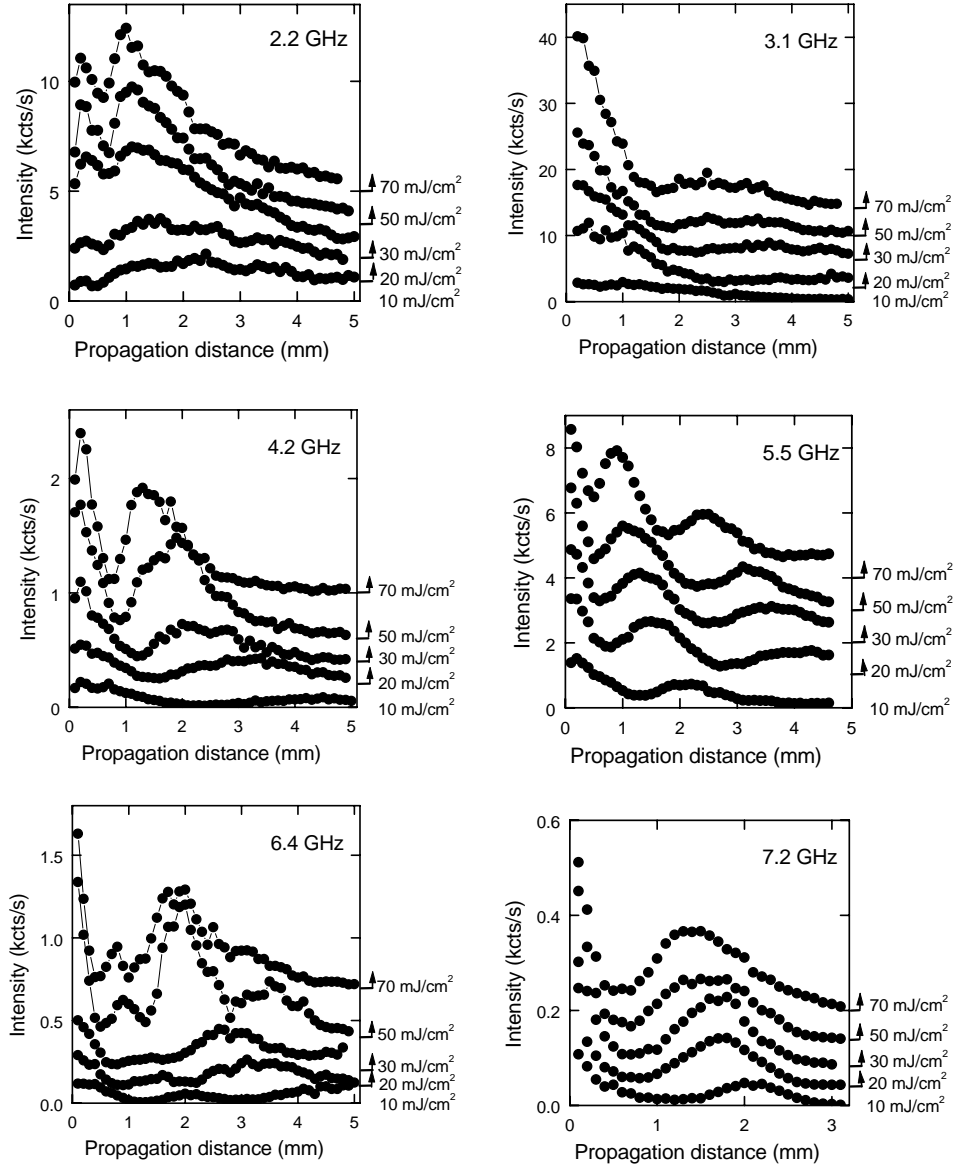 2.2 GHz
Intensity (kcts/s)
10
5
0
0 1 2 3 4 5
Propagation distance (mm)
70 mJ/cm²
50 mJ/cm²
30 mJ/cm²
20 mJ/cm²
10 mJ/cm²
3.1 GHz
Intensity (kcts/s)
40
30
20
10
0
0 1 2 3 4 5
Propagation distance (mm)
70 mJ/cm²
50 mJ/cm²
30 mJ/cm²
20 mJ/cm²
10 mJ/cm²
4.2 GHz
Intensity (kcts/s)
2
1
0
0 1 2 3 4 5
Propagation distance (mm)
70 mJ/cm²
50 mJ/cm²
30 mJ/cm²
20 mJ/cm²
10 mJ/cm²
5.5 GHz
Intensity (kcts/s)
8
6
4
2
0
0 1 2 3 4 5
Propagation distance (mm)
70 mJ/cm²
50 mJ/cm²
30 mJ/cm²
20 mJ/cm²
10 mJ/cm²
6.4 GHz
Intensity (kcts/s)
1.5
1.0
0.5
0.0
0 1 2 3 4 5
Propagation distance (mm)
70 mJ/cm²
50 mJ/cm²
30 mJ/cm²
20 mJ/cm²
10 mJ/cm²
7.2 GHz
Intensity (kcts/s)
0.6
0.4
0.2
0.0
0 1 2 3
Propagation distance (mm)
70 mJ/cm²
50 mJ/cm²
30 mJ/cm²
20 mJ/cm²
10 mJ/cm²